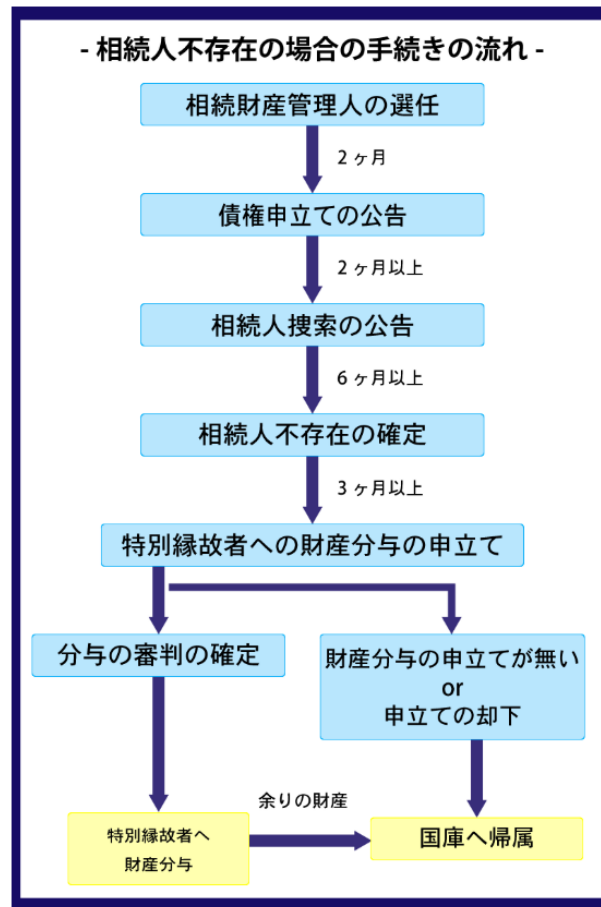 - 相続人不存在の場合の手続きの流れ -
相続財産管理人の選任
2 ヶ月
債権申立ての公告
2 ヶ月以上
相続人捜索の公告
6 ヶ月以上
相続人不存在の確定
3 ヶ月以上
特別縁故者への財産分与の申立て
分与の審判の確定
財産分与の申立てが無い
or
申立ての却下
余りの財産
特別縁故者へ
財産分与
国庫へ帰属